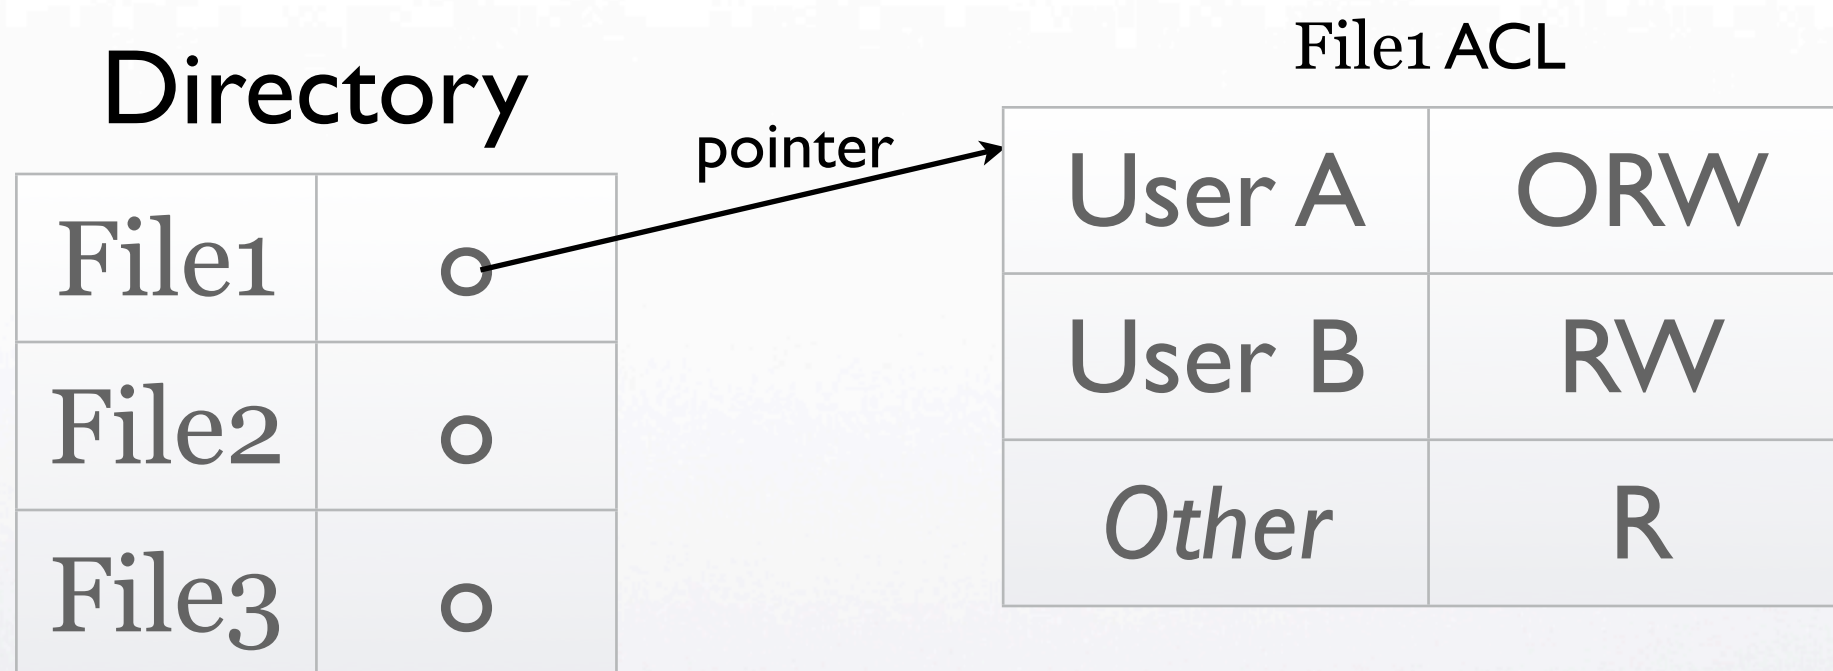 Directory
File1 o
File2 o
File3 o
pointer
File1 ACL
User A ORW
User B RW
Other R